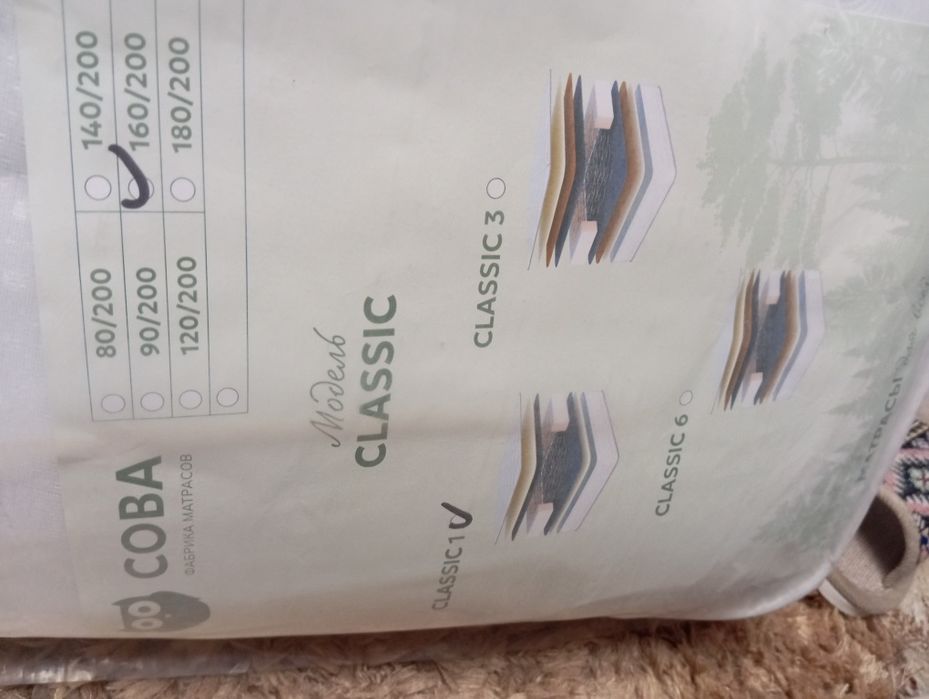 СОВА
ФАБРИКА МАТРАСОВ
80/200 140/200
90/200 160/200
120/200 180/200
Модель
CLASSIC
CLASSIC 1
CLASSIC 3
CLASSIC 6
МАТРАСЫ